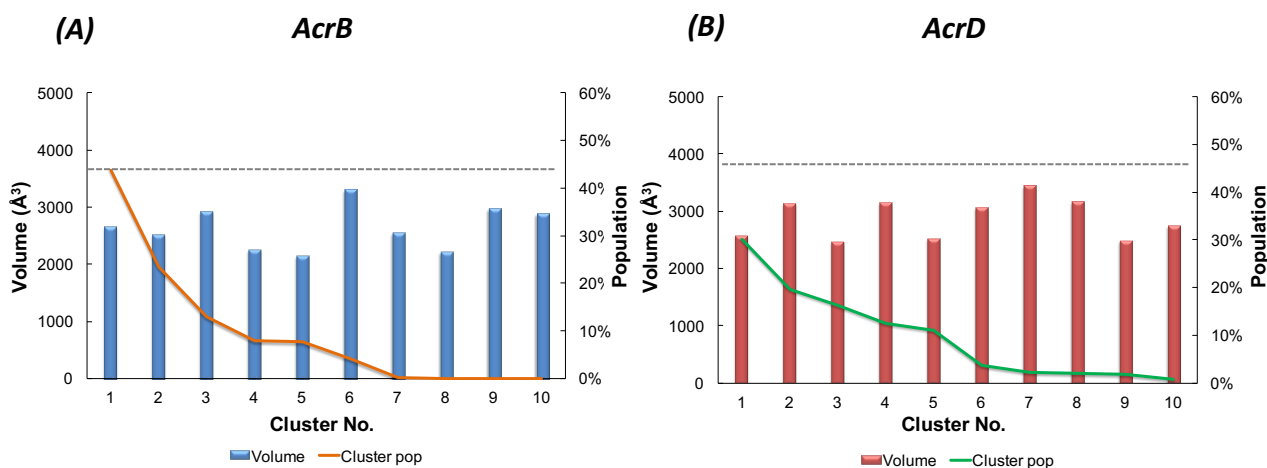 (A) AcrB
5000
4000
3000
2000
1000
0
Volume (Å³)
60%
50%
40%
30%
20%
10%
0%
Population
1 2 3 4 5 6 7 8 9 10
Cluster No.
Volume Cluster pop
(B) AcrD
5000
4000
3000
2000
1000
0
Volume (Å³)
60%
50%
40%
30%
20%
10%
0%
Population
1 2 3 4 5 6 7 8 9 10
Cluster No.
Volume Cluster pop